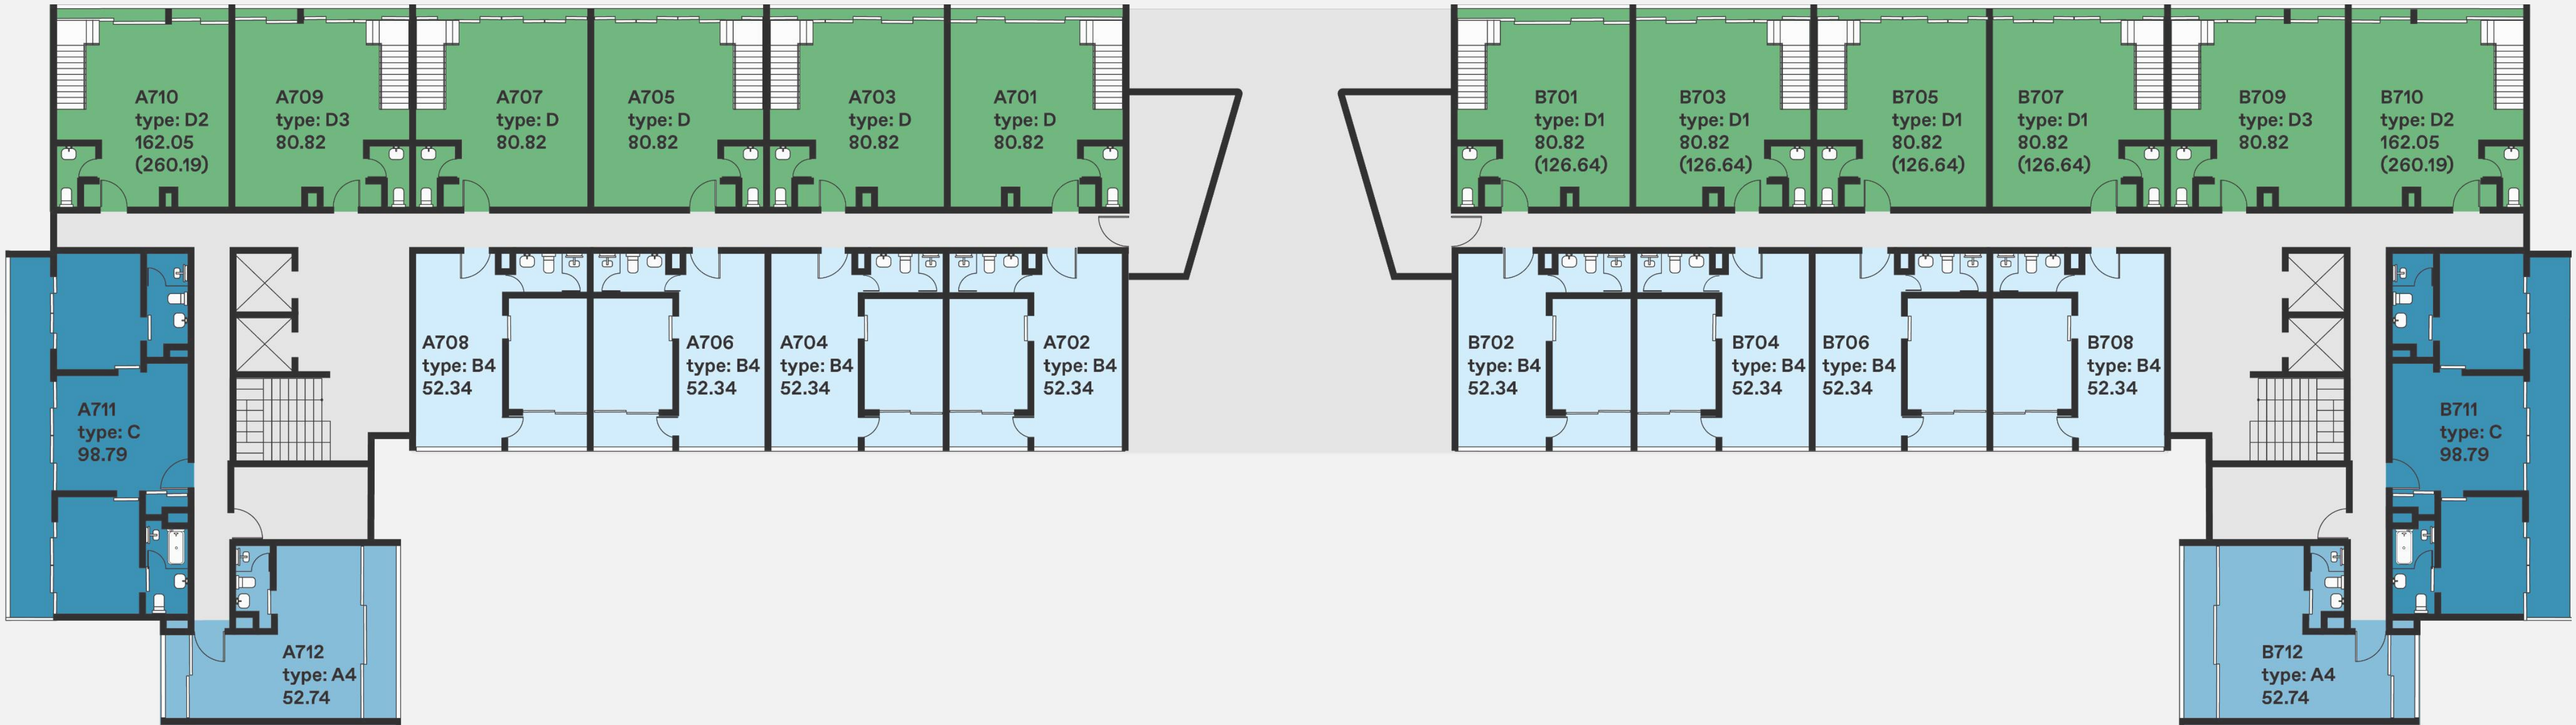 A710
type: D2
162.05
(260.19)
A709
type: D3
80.82
A707
type: D
80.82
A705
type: D
80.82
A703
type: D
80.82
A701
type: D
80.82
B701
type: D1
80.82
(126.64)
B703
type: D1
80.82
(126.64)
B705
type: D1
80.82
(126.64)
B707
type: D1
80.82
(126.64)
B709
type: D3
80.82
B710
type: D2
162.05
(260.19)
A708
type: B4
52.34
A706
type: B4
52.34
A704
type: B4
52.34
A702
type: B4
52.34
B702
type: B4
52.34
B704
type: B4
52.34
B706
type: B4
52.34
B708
type: B4
52.34
A711
type: C
98.79
B711
type: C
98.79
A712
type: A4
52.74
B712
type: A4
52.74